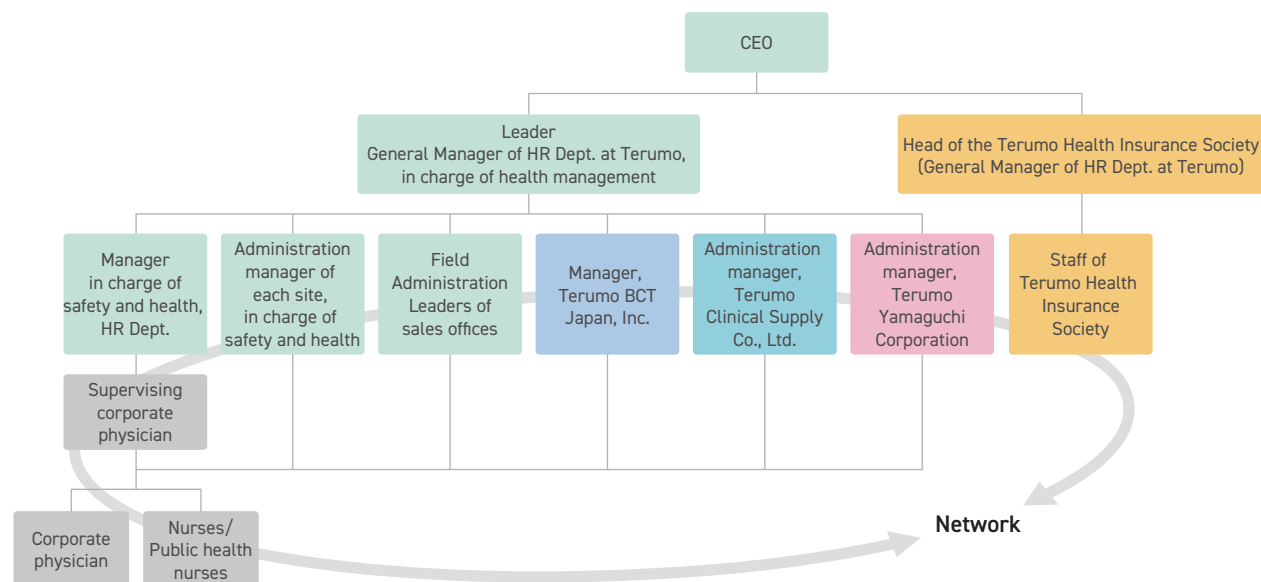 CEO
Leader
General Manager of HR Dept. at Terumo,
in charge of health management
Head of the Terumo Health Insurance Society
(General Manager of HR Dept. at Terumo)
Manager
in charge of
safety and health,
HR Dept.
Administration
manager of
each site,
in charge of
safety and health
Field
Administration
Leaders of
sales offices
Manager,
Terumo BCT
Japan, Inc.
Administration
manager,
Terumo
Clinical Supply
Co., Ltd.
Administration
manager,
Terumo
Yamaguchi
Corporation
Staff of
Terumo Health
Insurance
Society
Supervising
corporate
physician
Corporate
physician
Nurses/
Public health
nurses
Network